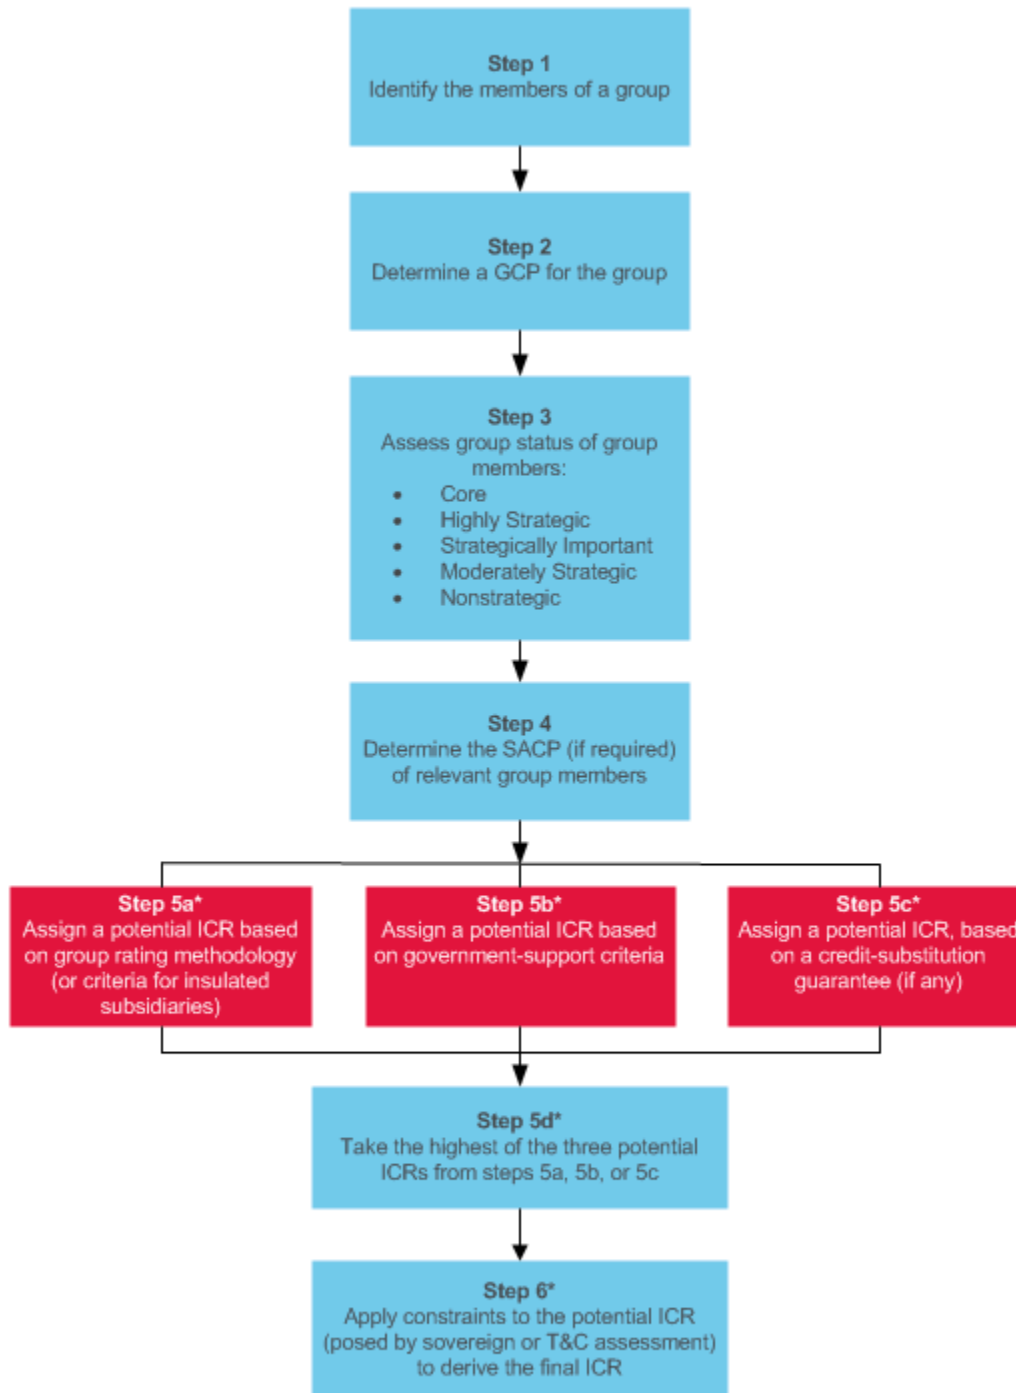 Step 1
Identify the members of a group
Step 2
Determine a GCP for the group
Step 3
Assess group status of group
members:
• Core
• Highly Strategic
• Strategically Important
• Moderately Strategic
• Nonstrategic
Step 4
Determine the SACP (if required)
of relevant group members
Step 5a*
Assign a potential ICR based
on group rating methodology
(or criteria for insulated
subsidiaries)
Step 5b*
Assign a potential ICR based
on government-support criteria
Step 5c*
Assign a potential ICR, based
on a credit-substitution
guarantee (if any)
Step 5d*
Take the highest of the three potential
ICRs from steps 5a, 5b, or 5c
Step 6*
Apply constraints to the potential ICR
(posed by sovereign or T&C assessment)
to derive the final ICR